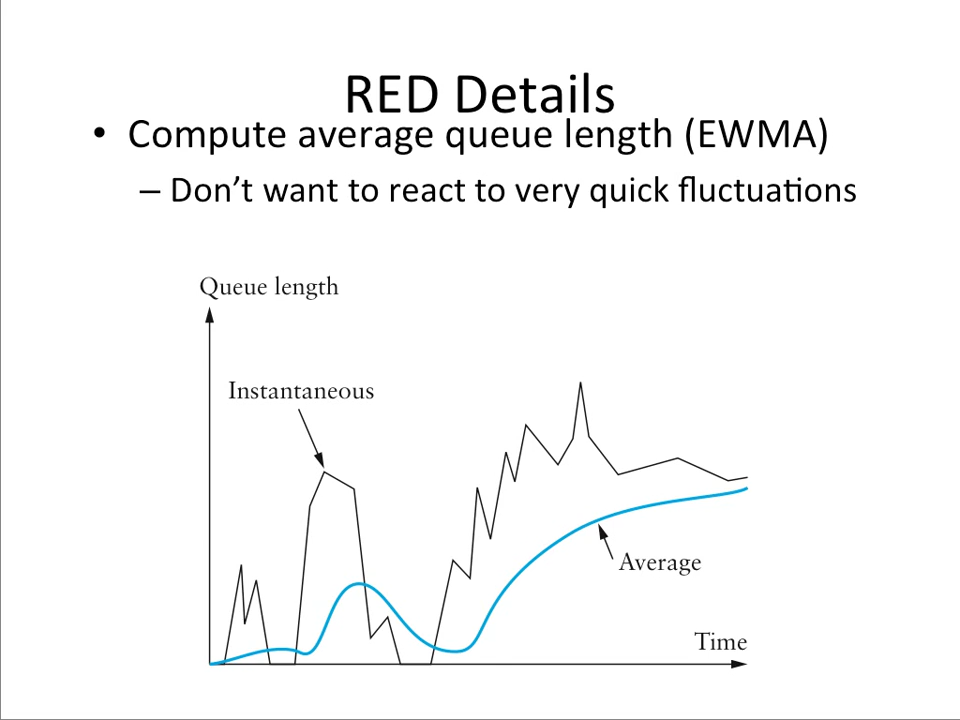 RED Details
• Compute average queue length (EWMA)
– Don’t want to react to very quick fluctuations
Queue length
Instantaneous
Average
Time